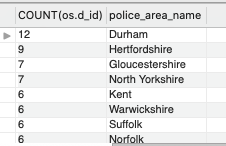 COUNT(os.d_id) police_area_name
12 Durham
9 Hertfordshire
7 Gloucestershire
7 North Yorkshire
6 Kent
6 Warwickshire
6 Suffolk
6 Norfolk